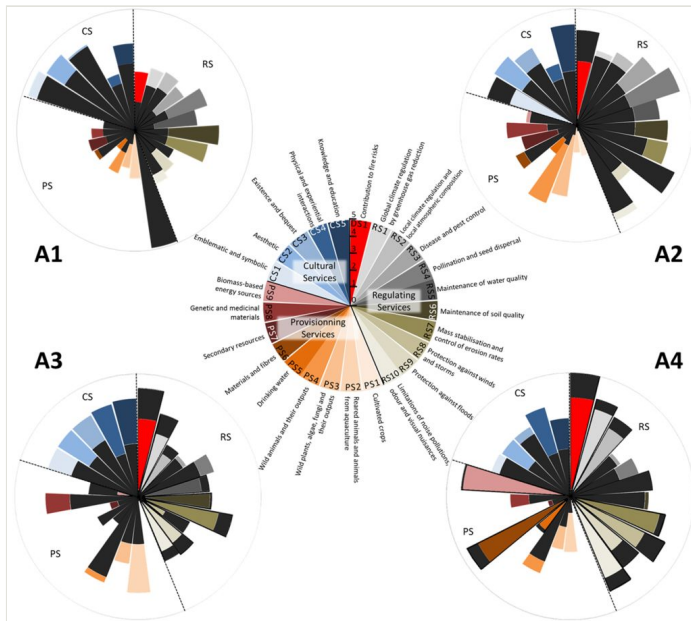 CS
RS
PS
A1
CS
RS
PS
A2
Knowledge and education
Physical and experiential
interactions
Existence and bequest
Aesthetic
Emblematic and symbolic
Biomass-based
energy sources
Genetic and medicinal
materials
Secondary resources
Materials and fibres
Drinking water
Wild animals and their outputs
Wild plants, algae, fungi and
their outputs
Reared animals and animals
from aquaculture
Cultivated crops
Contribution to fire risks
Global climate regulation
by greenhouse gas reduction
Local climate regulation and
local atmospheric composition
Disease and pest control
Pollination and seed dispersal
Maintenance of water quality
Maintenance of soil quality
Mass stabilisation and
control of erosion rates
Protection against winds
and storms
Protection against floods
Limitations of noise pollutions,
odour and visual nuisances
DS1
RS1
RS2
RS3
RS4
RS5
RS6
RS7
RS8
RS9
RS10
PS1
PS2
PS3
PS4
PS5
PS6
PS7
PS8
PS9
CS1
CS2
CS3
CS4
CS5
5
4
3
2
1
0
Cultural
Services
Regulating
Services
Provisionning
Services
A3
CS
RS
PS
A4
CS
RS
PS